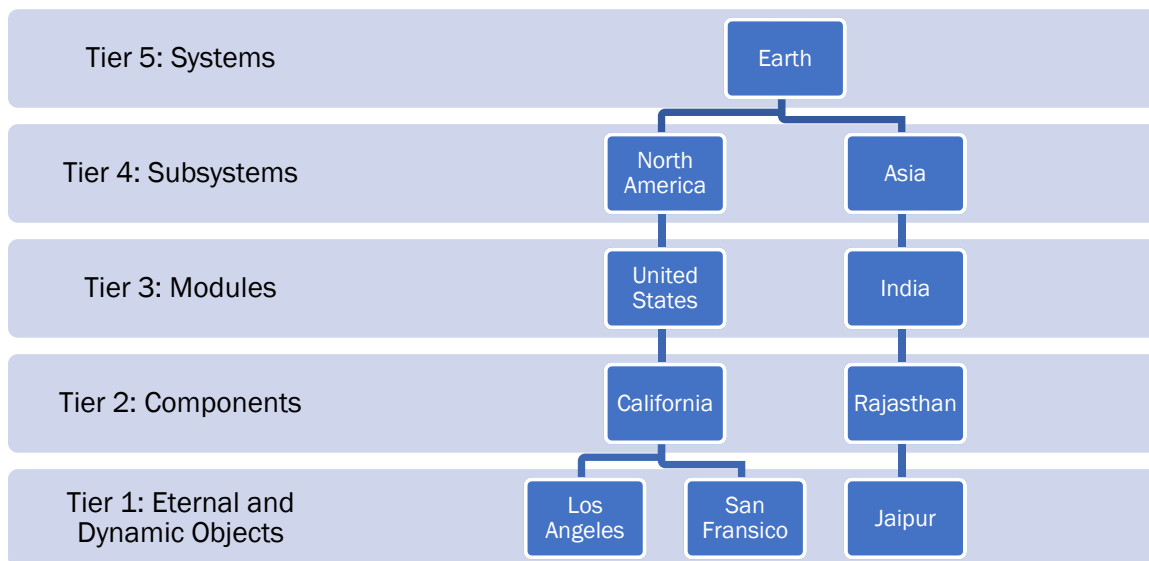 Tier 5: Systems
Earth
Tier 4: Subsystems
North
America
Asia
Tier 3: Modules
United
States
India
Tier 2: Components
California
Rajasthan
Tier 1: Eternal and
Dynamic Objects
Los
Angeles
San
Fransico
Jaipur